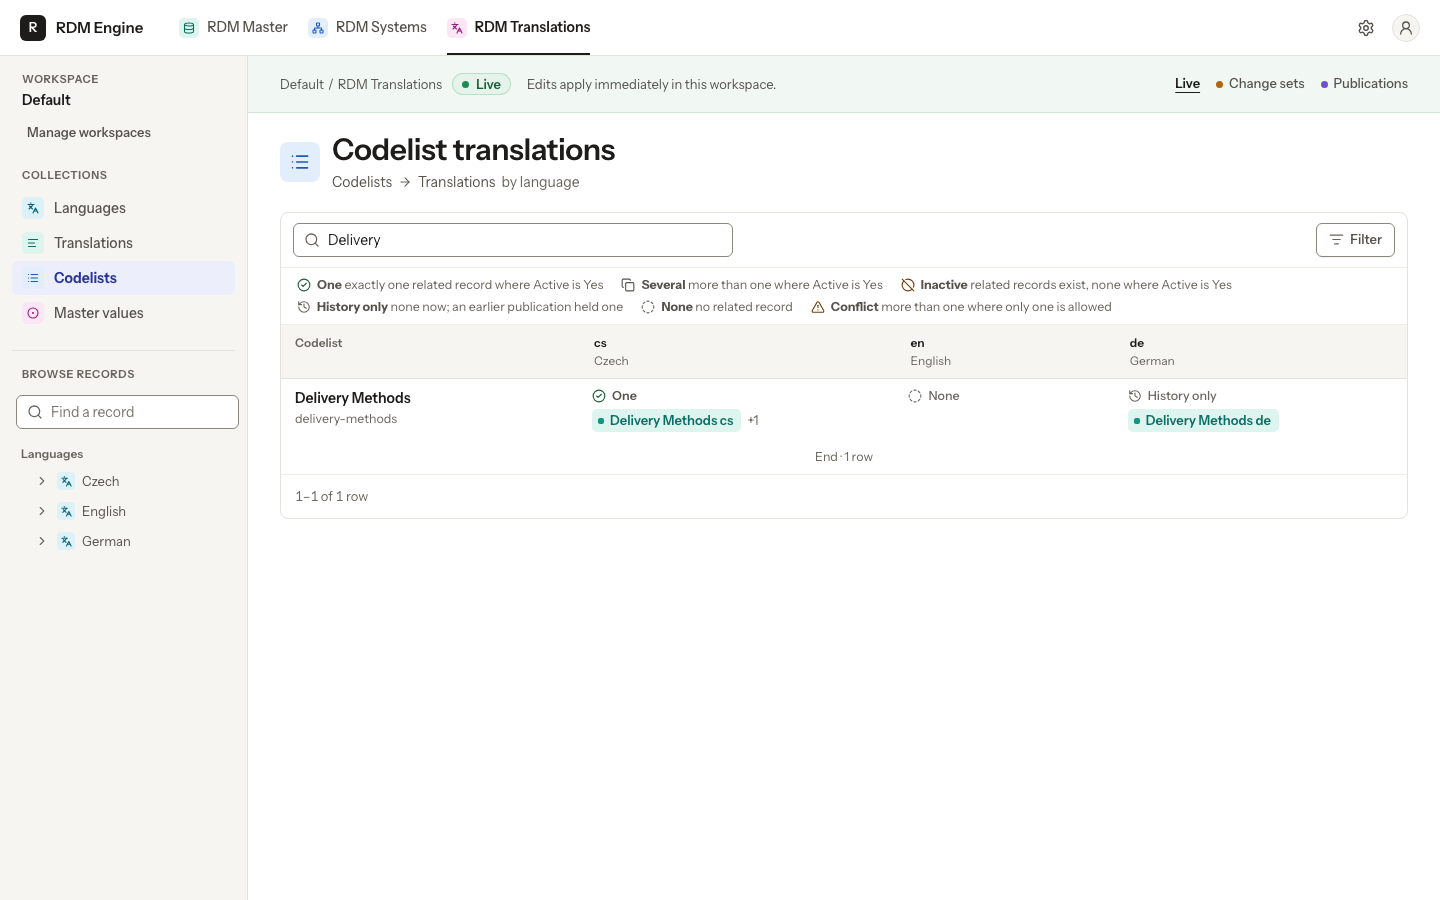 R RDM Engine RDM Master RDM Systems RDM Translations
WORKSPACE
Default
Manage workspaces
COLLECTIONS
Languages
Translations
Codelists
Master values
BROWSE RECORDS
Find a record
Languages
Czech
English
German
Default / RDM Translations Live Edits apply immediately in this workspace. Live Change sets Publications
Codelist translations
Codelists → Translations by language
Delivery Filter
One exactly one related record where Active is Yes Several more than one where Active is Yes Inactive related records exist, none where Active is Yes
History only none now; an earlier publication held one None no related record Conflict more than one where only one is allowed
Codelist cs en de
Czech English German
Delivery Methods One None History only
delivery-methods Delivery Methods cs +1 Delivery Methods de
End · 1 row
1–1 of 1 row